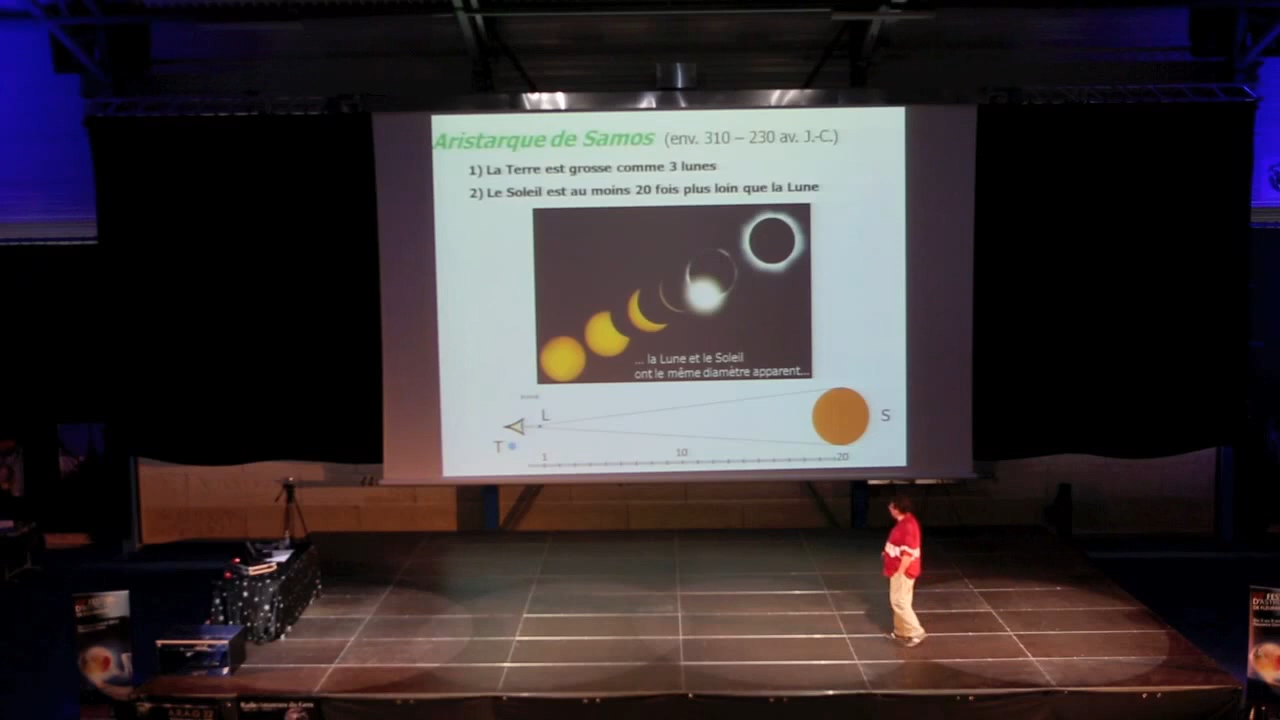 Aristarque de Samos (env. 310 – 230 av. J.-C.)
1) La Terre est grosse comme 3 lunes
2) Le Soleil est au moins 20 fois plus loin que la Lune
... la Lune et le Soleil
ont le même diamètre apparent...
L
S
T
1 10 20